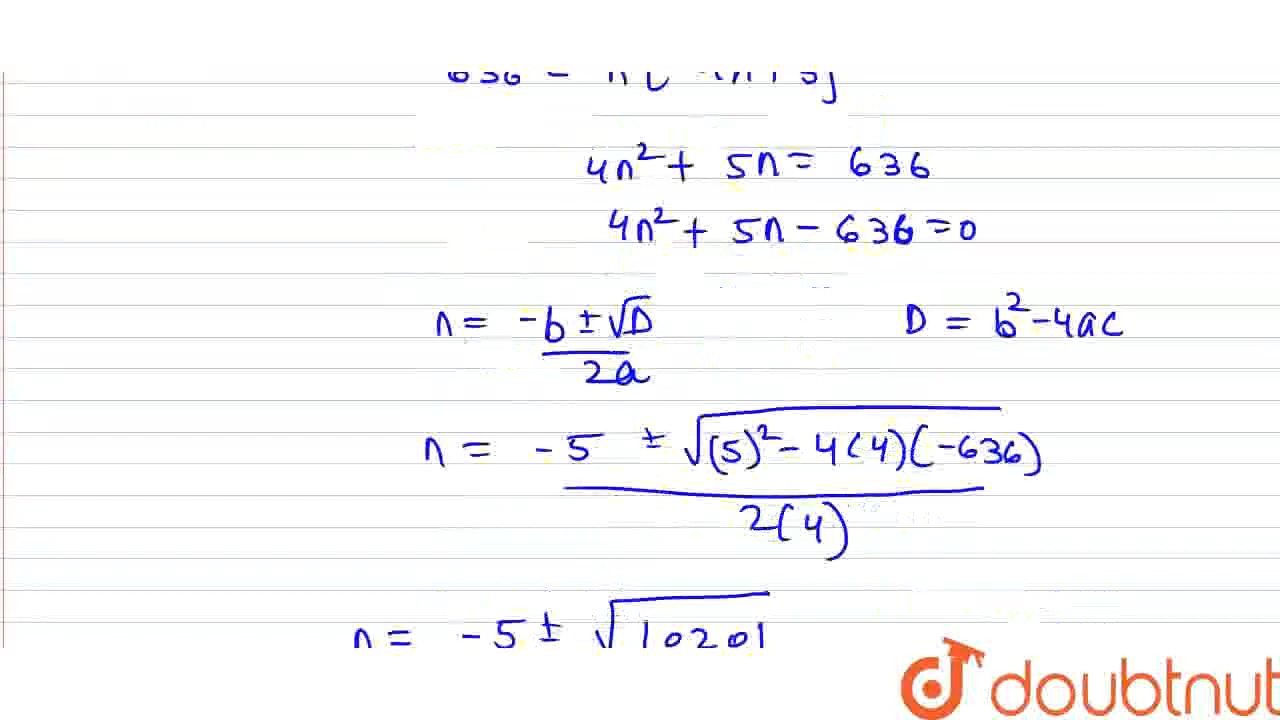 4n² + 5n = 636
4n² + 5n - 636 = 0
n = -b ± √D / 2a D = b² - 4ac
n = -5 ± √(5)² - 4(4)(-636) / 2(4)
n = -5 ± √10201
doubtnut